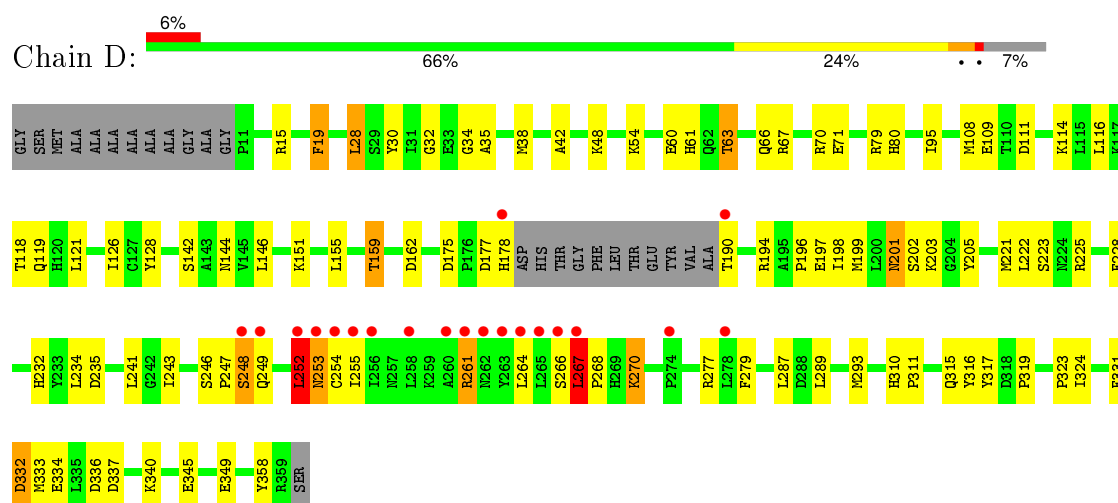 6%
Chain D:
66% 24% • • 7%
GLY SER MET ALA ALA ALA ALA ALA ALA GLY ALA GLY P11 R15 F19 L28 S29 Y30 I31 G32 E33 G34 A35 M38 A42 K48 K54 E60 H61 Q62 T63 Q66 R67 R70 E71 R79 H80 I95 M108 E109 T110 D111 K114 L115 L116 K117
T118 Q119 H120 L121 I126 C127 Y128 S142 A143 N144 V145 L146 K151 L155 T159 D162 D175 P176 D177 H178 ASP HIS THR GLY PHE LEU THR GLU TYR VAL ALA T190 R194 A195 P196 E197 I198 M199 L200 N201 S202 K203 G204 Y205 M221 L222 S223 N224 R225
H232 Y233 L234 D235 L241 G242 I243 S246 P247 S248 Q249 L252 N253 C254 I255 I256 N257 L258 K259 A260 R261 N262 Y263 L264 L265 S266 L267 P268 H269 K270 P274 R277 L278 F279 L287 D288 L289 M293 H310 P311 Q315 Y316 Y317 D318 P319 P323 I324
D332 M333 E334 L335 D336 D337 K340 E345 E349 Y358 R359 SER